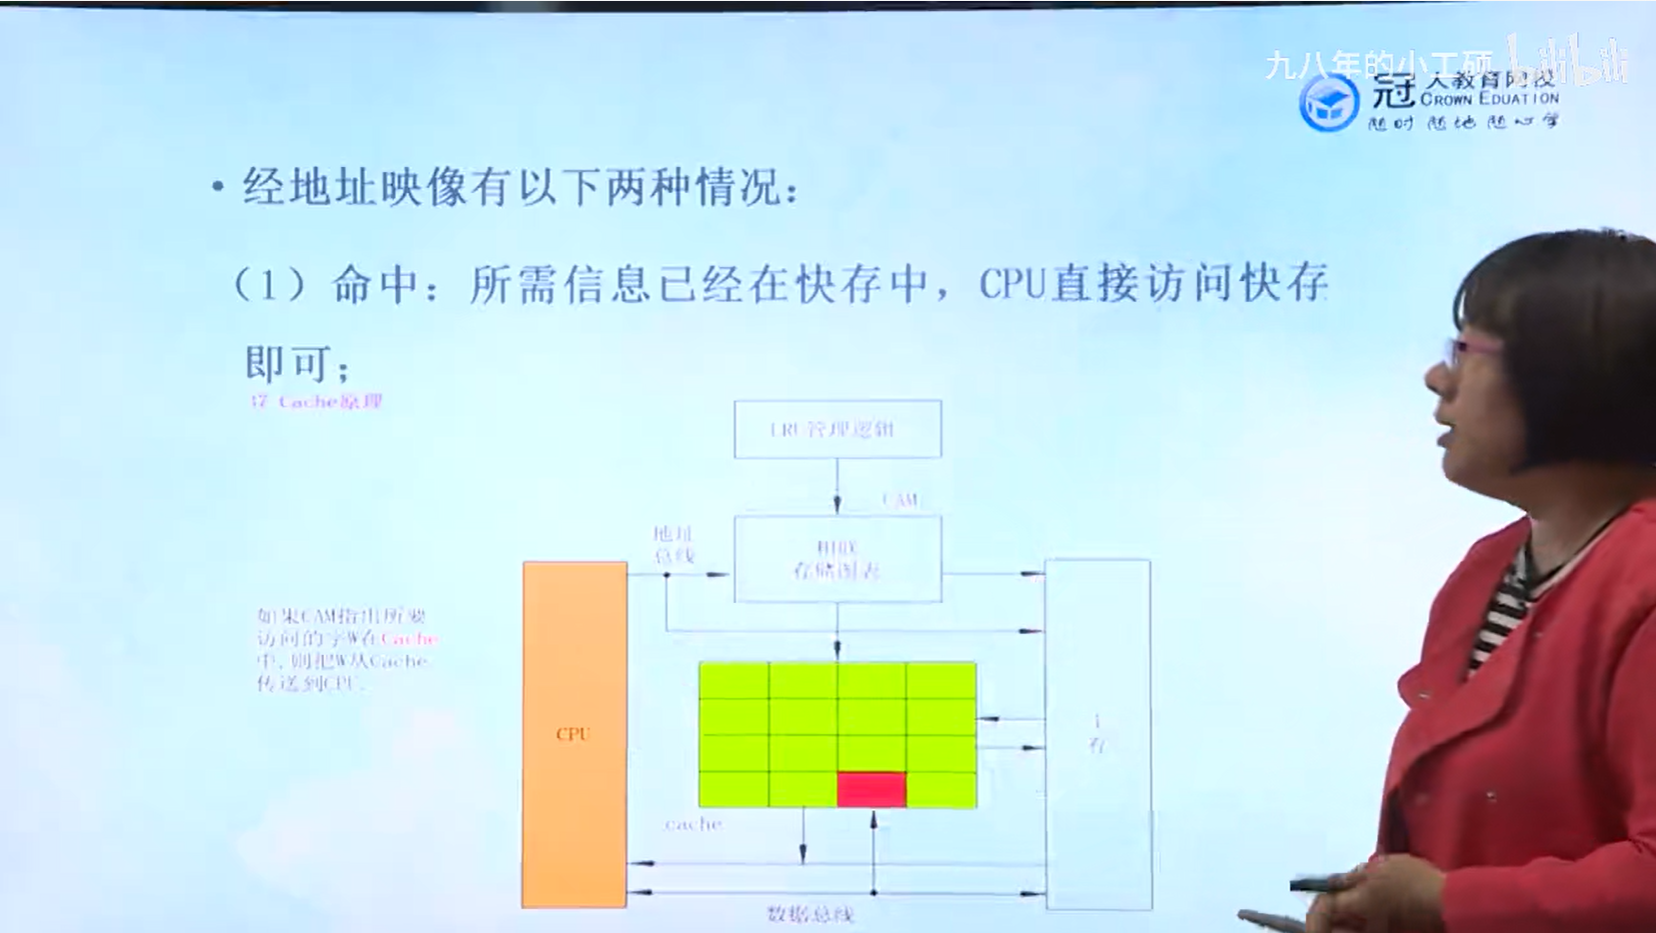 九八年的小工硕 bilibili
冠人教育网校
CROWN EDUATION
随时 随地 随心学
• 经地址映像有以下两种情况：
（1）命中：所需信息已经在快存中，CPU直接访问快存
即可；
Cache原理
LRU管理逻辑
CAM
地址
总线
相联
存储图表
如果CAM指出所要
访问的字W在Cache
中，则把W从Cache
传送到CPU.
CPU
存
cache
数据总线